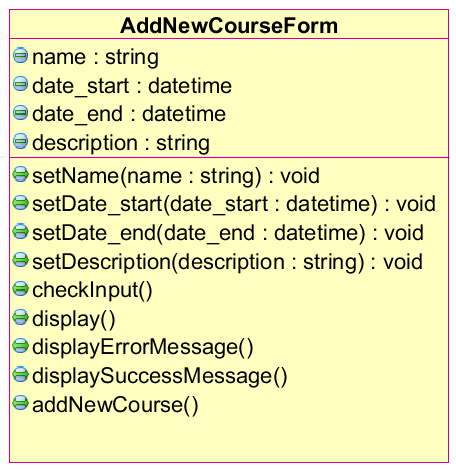 AddNewCourseForm
name : string
date_start : datetime
date_end : datetime
description : string
setName(name : string) : void
setDate_start(date_start : datetime) : void
setDate_end(date_end : datetime) : void
setDescription(description : string) : void
checkInput()
display()
displayErrorMessage()
displaySuccessMessage()
addNewCourse()